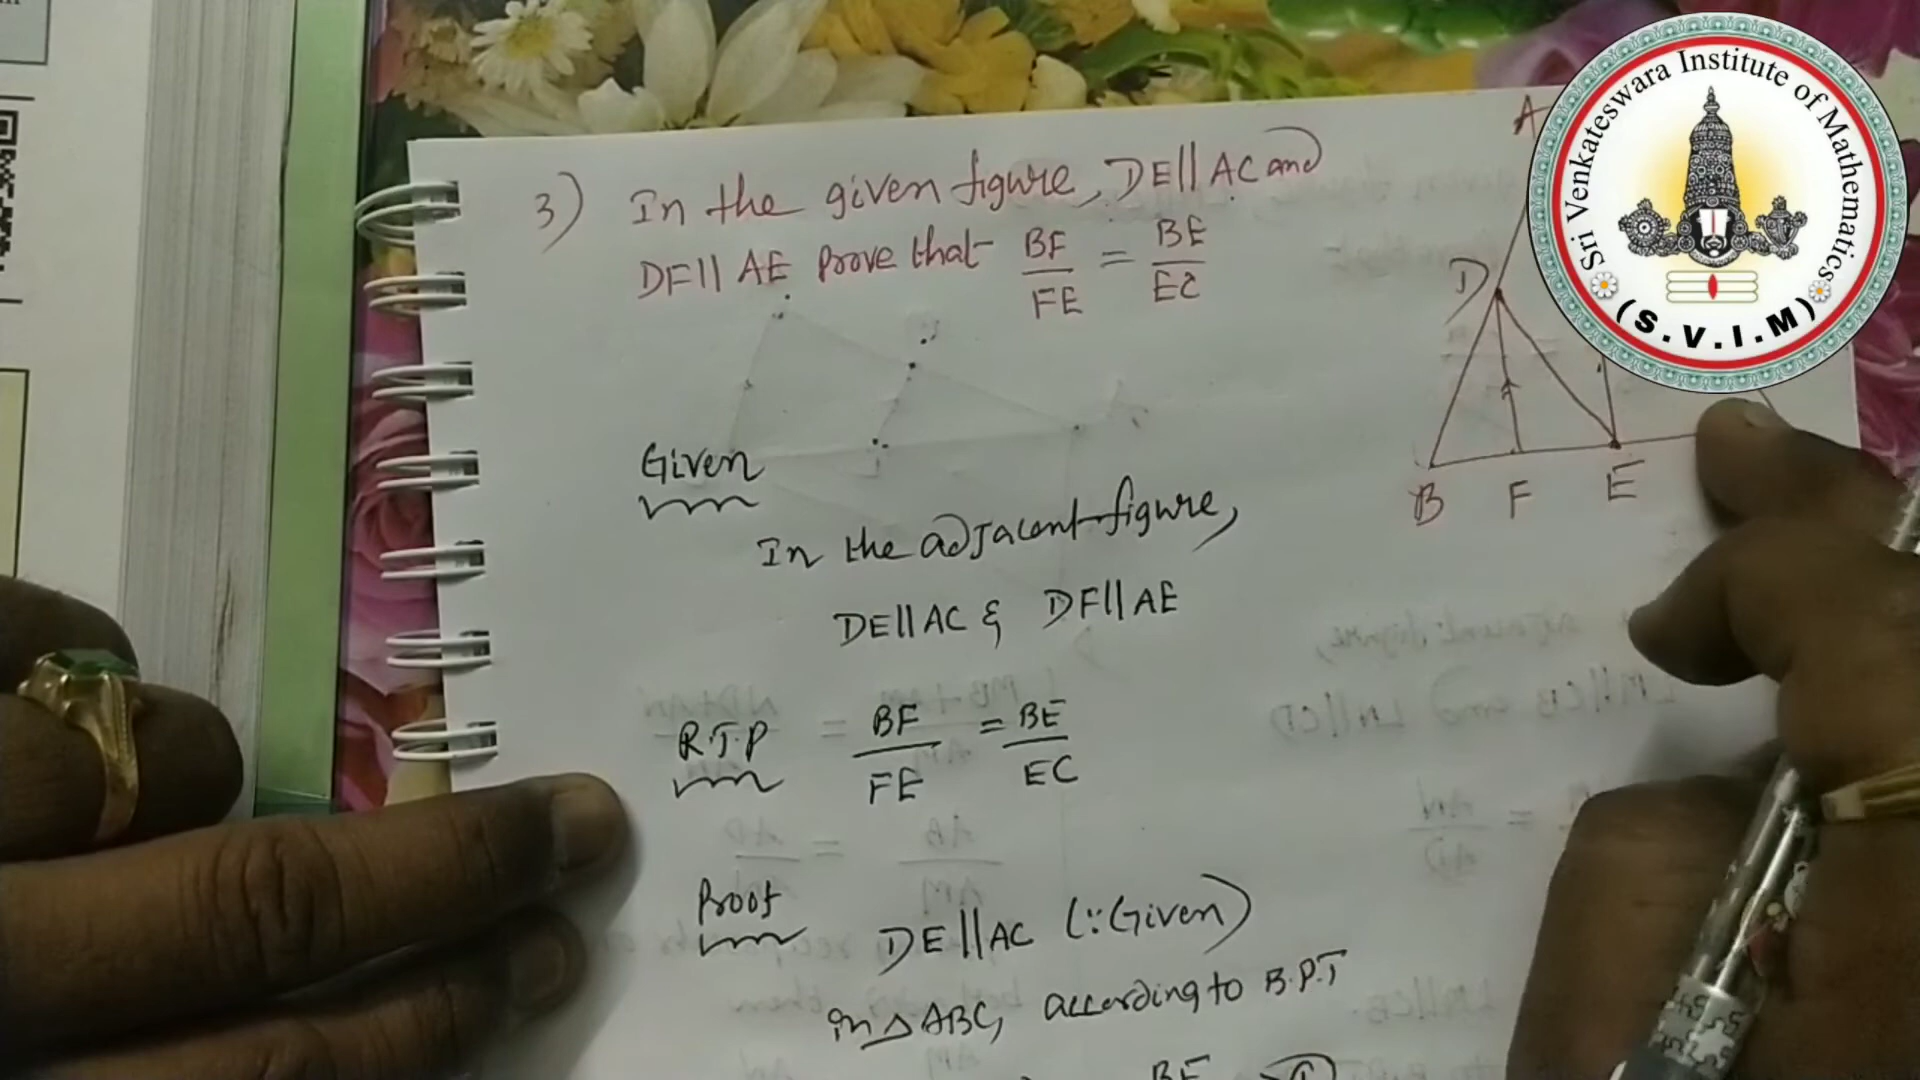 3) In the given figure, DE||AC and
DF||AE Prove that BF/FE = BE/EC
A
D
B F E
Given
In the adjacent figure,
DE||AC & DF||AE
R.T.P BF/FE = BE/EC
Proof DE||AC (∵Given)
in △ABC, according to B.P.T
BE
Sri Venkateswara Institute of Mathematics
(S.V.I.M)